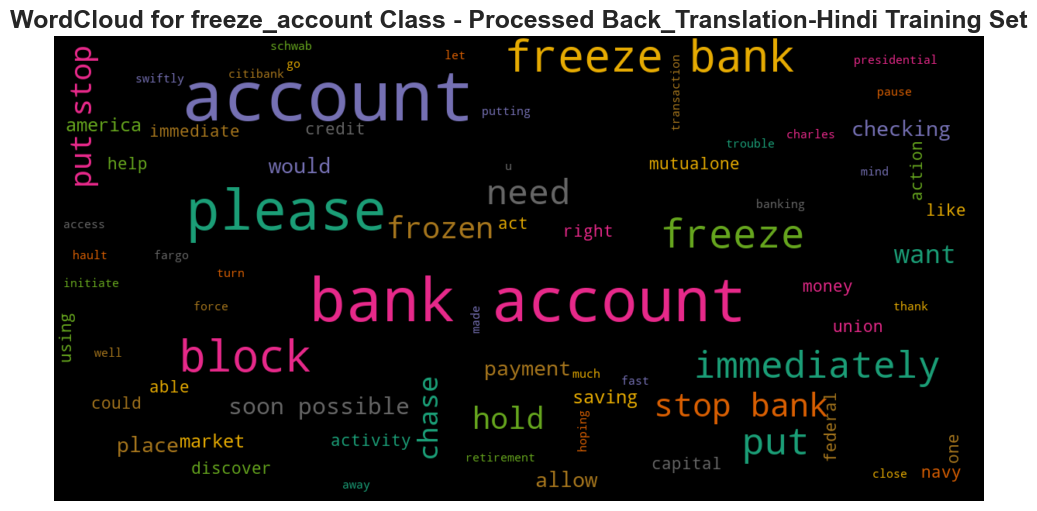 WordCloud for freeze_account Class - Processed Back_Translation-Hindi Training Set
schwab
let
freeze bank
go
citibank
swiftly
account
put stop
presidential
transaction
pause
putting
america
immediate
credit
charles
checking
trouble
help
would
u
mutualone
mind
action
need
please
banking
like
access
frozen
act
right
freeze
want
hault
fargo
turn
initiate
money
bank account
force
made
thank
using
union
well
block
immediately
payment
much
fast
able
chase
saving
could
soon possible
hold
stop bank
federal
hoping
place
market
activity
put
one
discover
retirement
capital
close
navy
away
allow